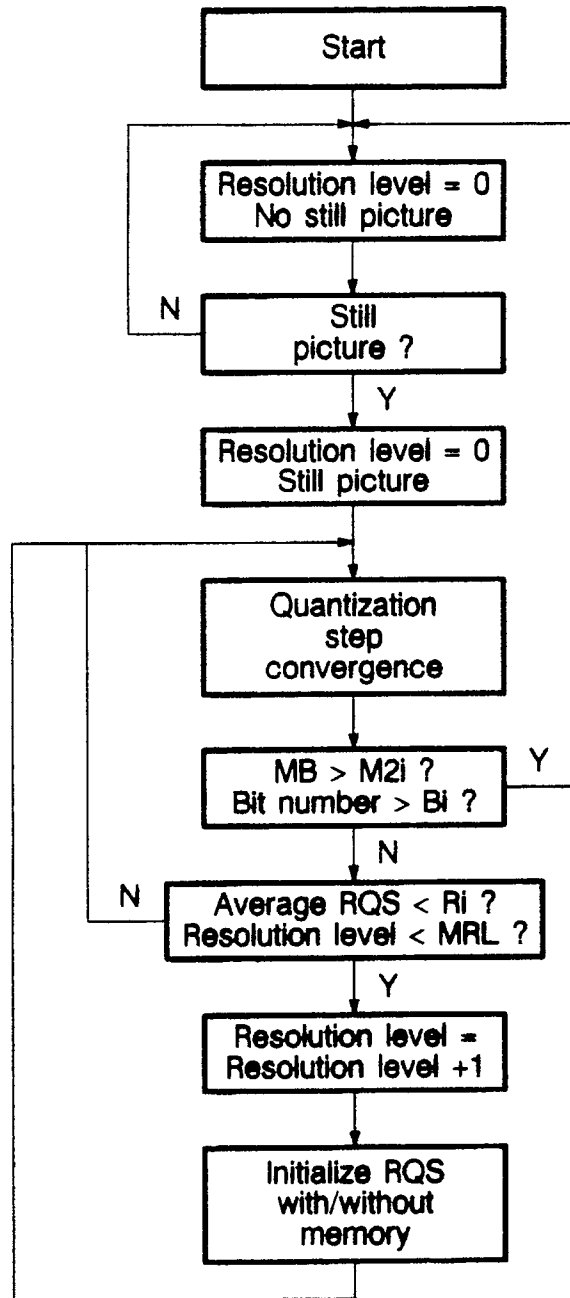 Start
Resolution level = 0
No still picture
N
Still
picture ?
Y
Resolution level = 0
Still picture
Quantization
step
convergence
MB > M2i ?
Bit number > Bi ?
Y
N
N
Average RQS < Ri ?
Resolution level < MRL ?
Y
Resolution level =
Resolution level +1
Initialize RQS
with/without
memory